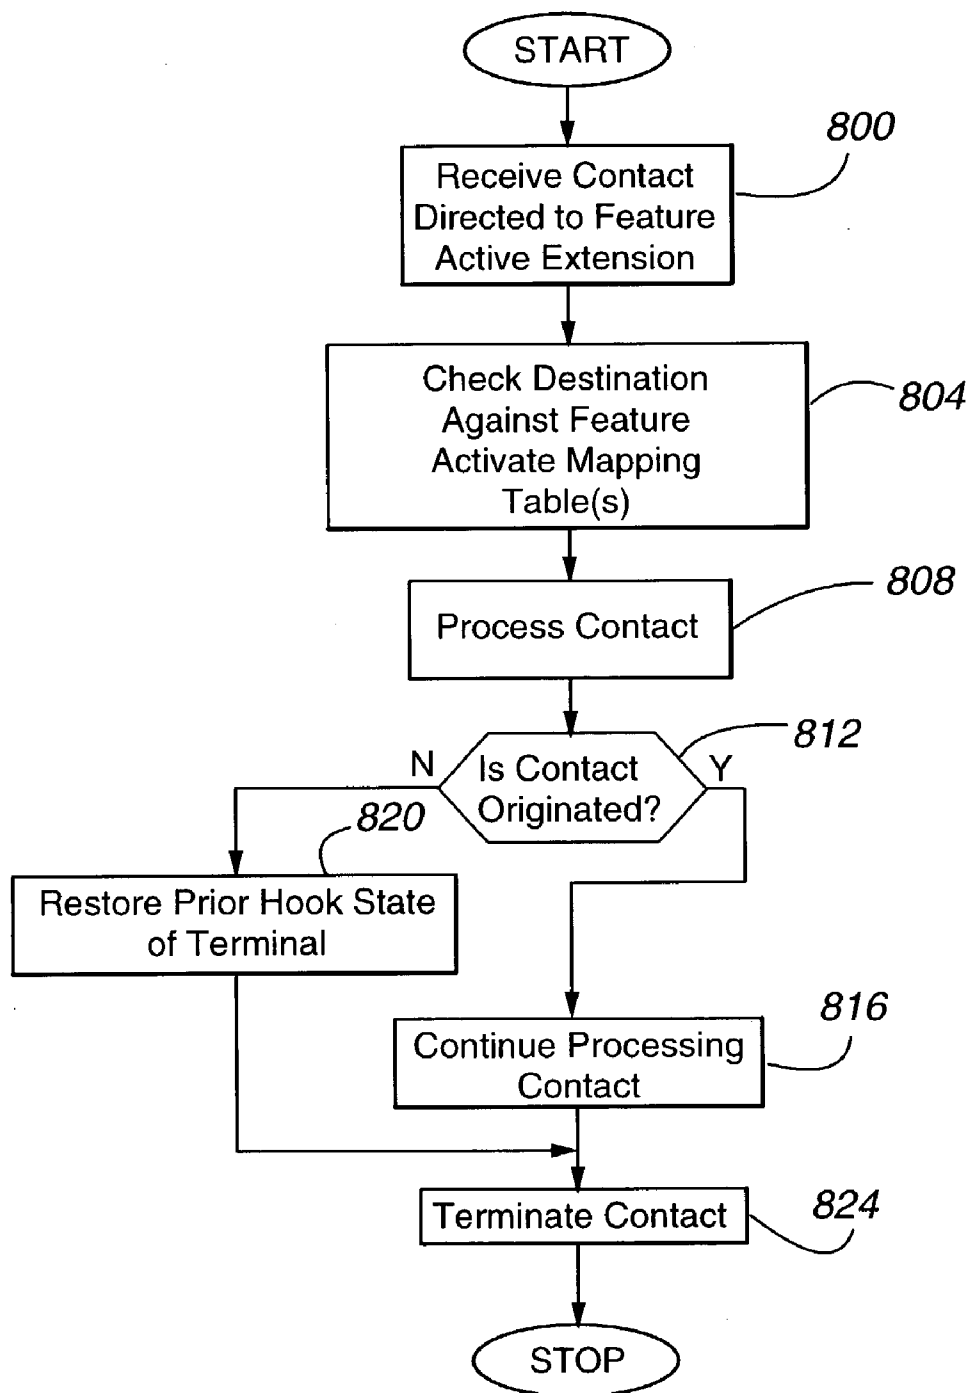 START
800
Receive Contact
Directed to Feature
Active Extension
Check Destination
Against Feature
Activate Mapping
Table(s)
804
Process Contact
808
812
N
Is Contact
Originated?
Y
820
Restore Prior Hook State
of Terminal
816
Continue Processing
Contact
Terminate Contact
824
STOP